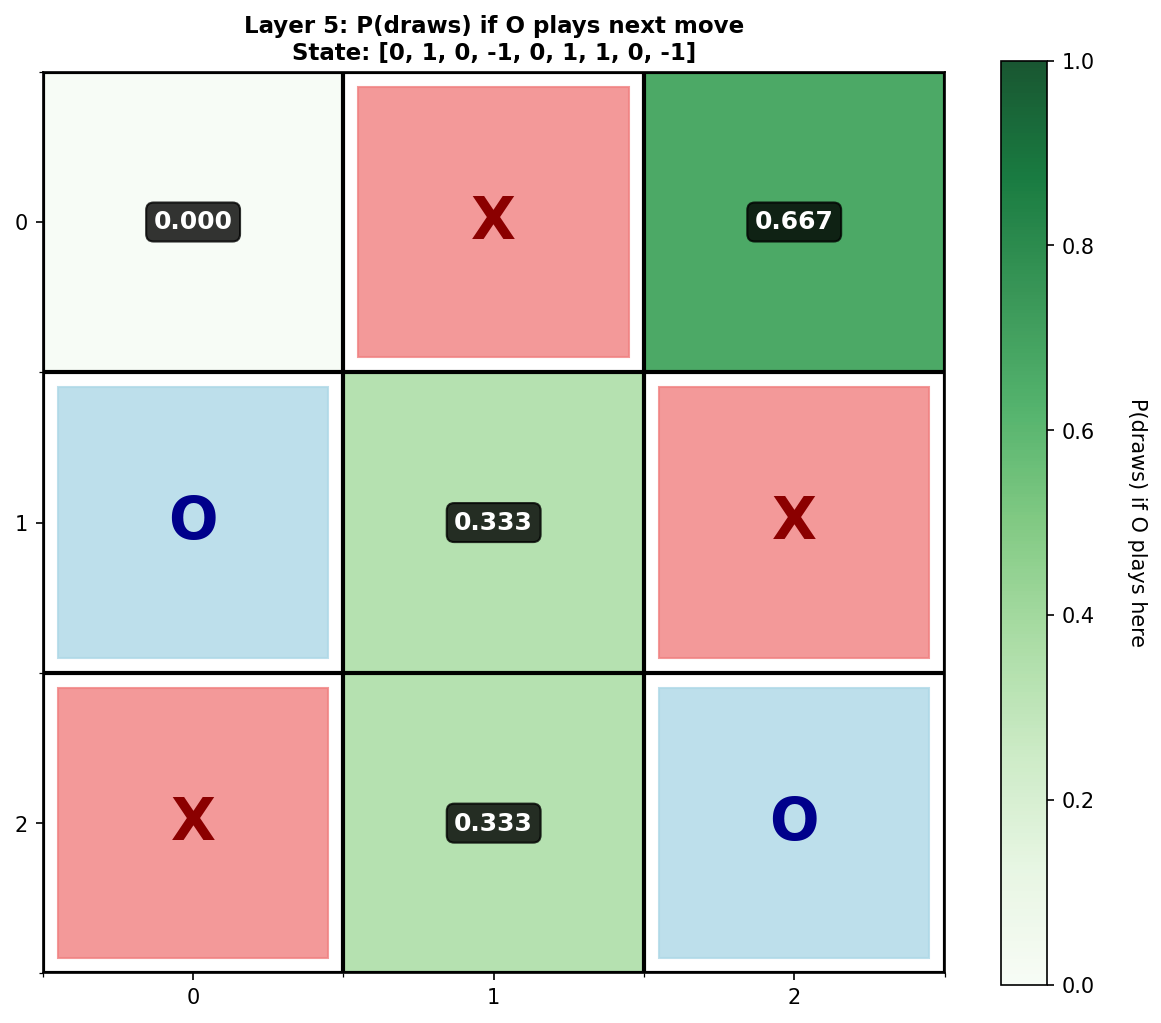 Layer 5: P(draws) if O plays next move
State: [0, 1, 0, -1, 0, 1, 1, 0, -1]
0
0.000
X
0.667
1
O
0.333
X
2
X
0.333
O
0
1
2
1.0
0.8
0.6
0.4
0.2
0.0
P(draws) if O plays here